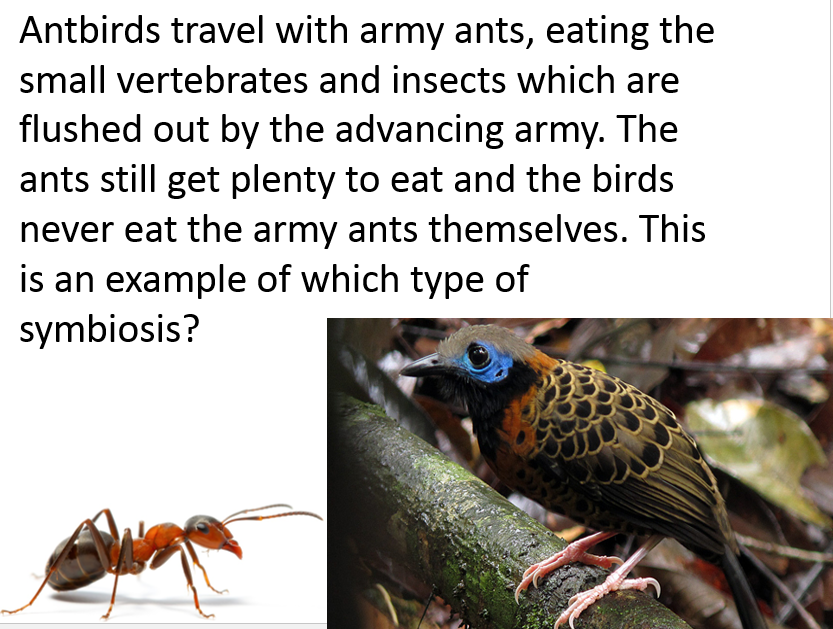 Antbirds travel with army ants, eating the
small vertebrates and insects which are
flushed out by the advancing army. The
ants still get plenty to eat and the birds
never eat the army ants themselves. This
is an example of which type of
symbiosis?